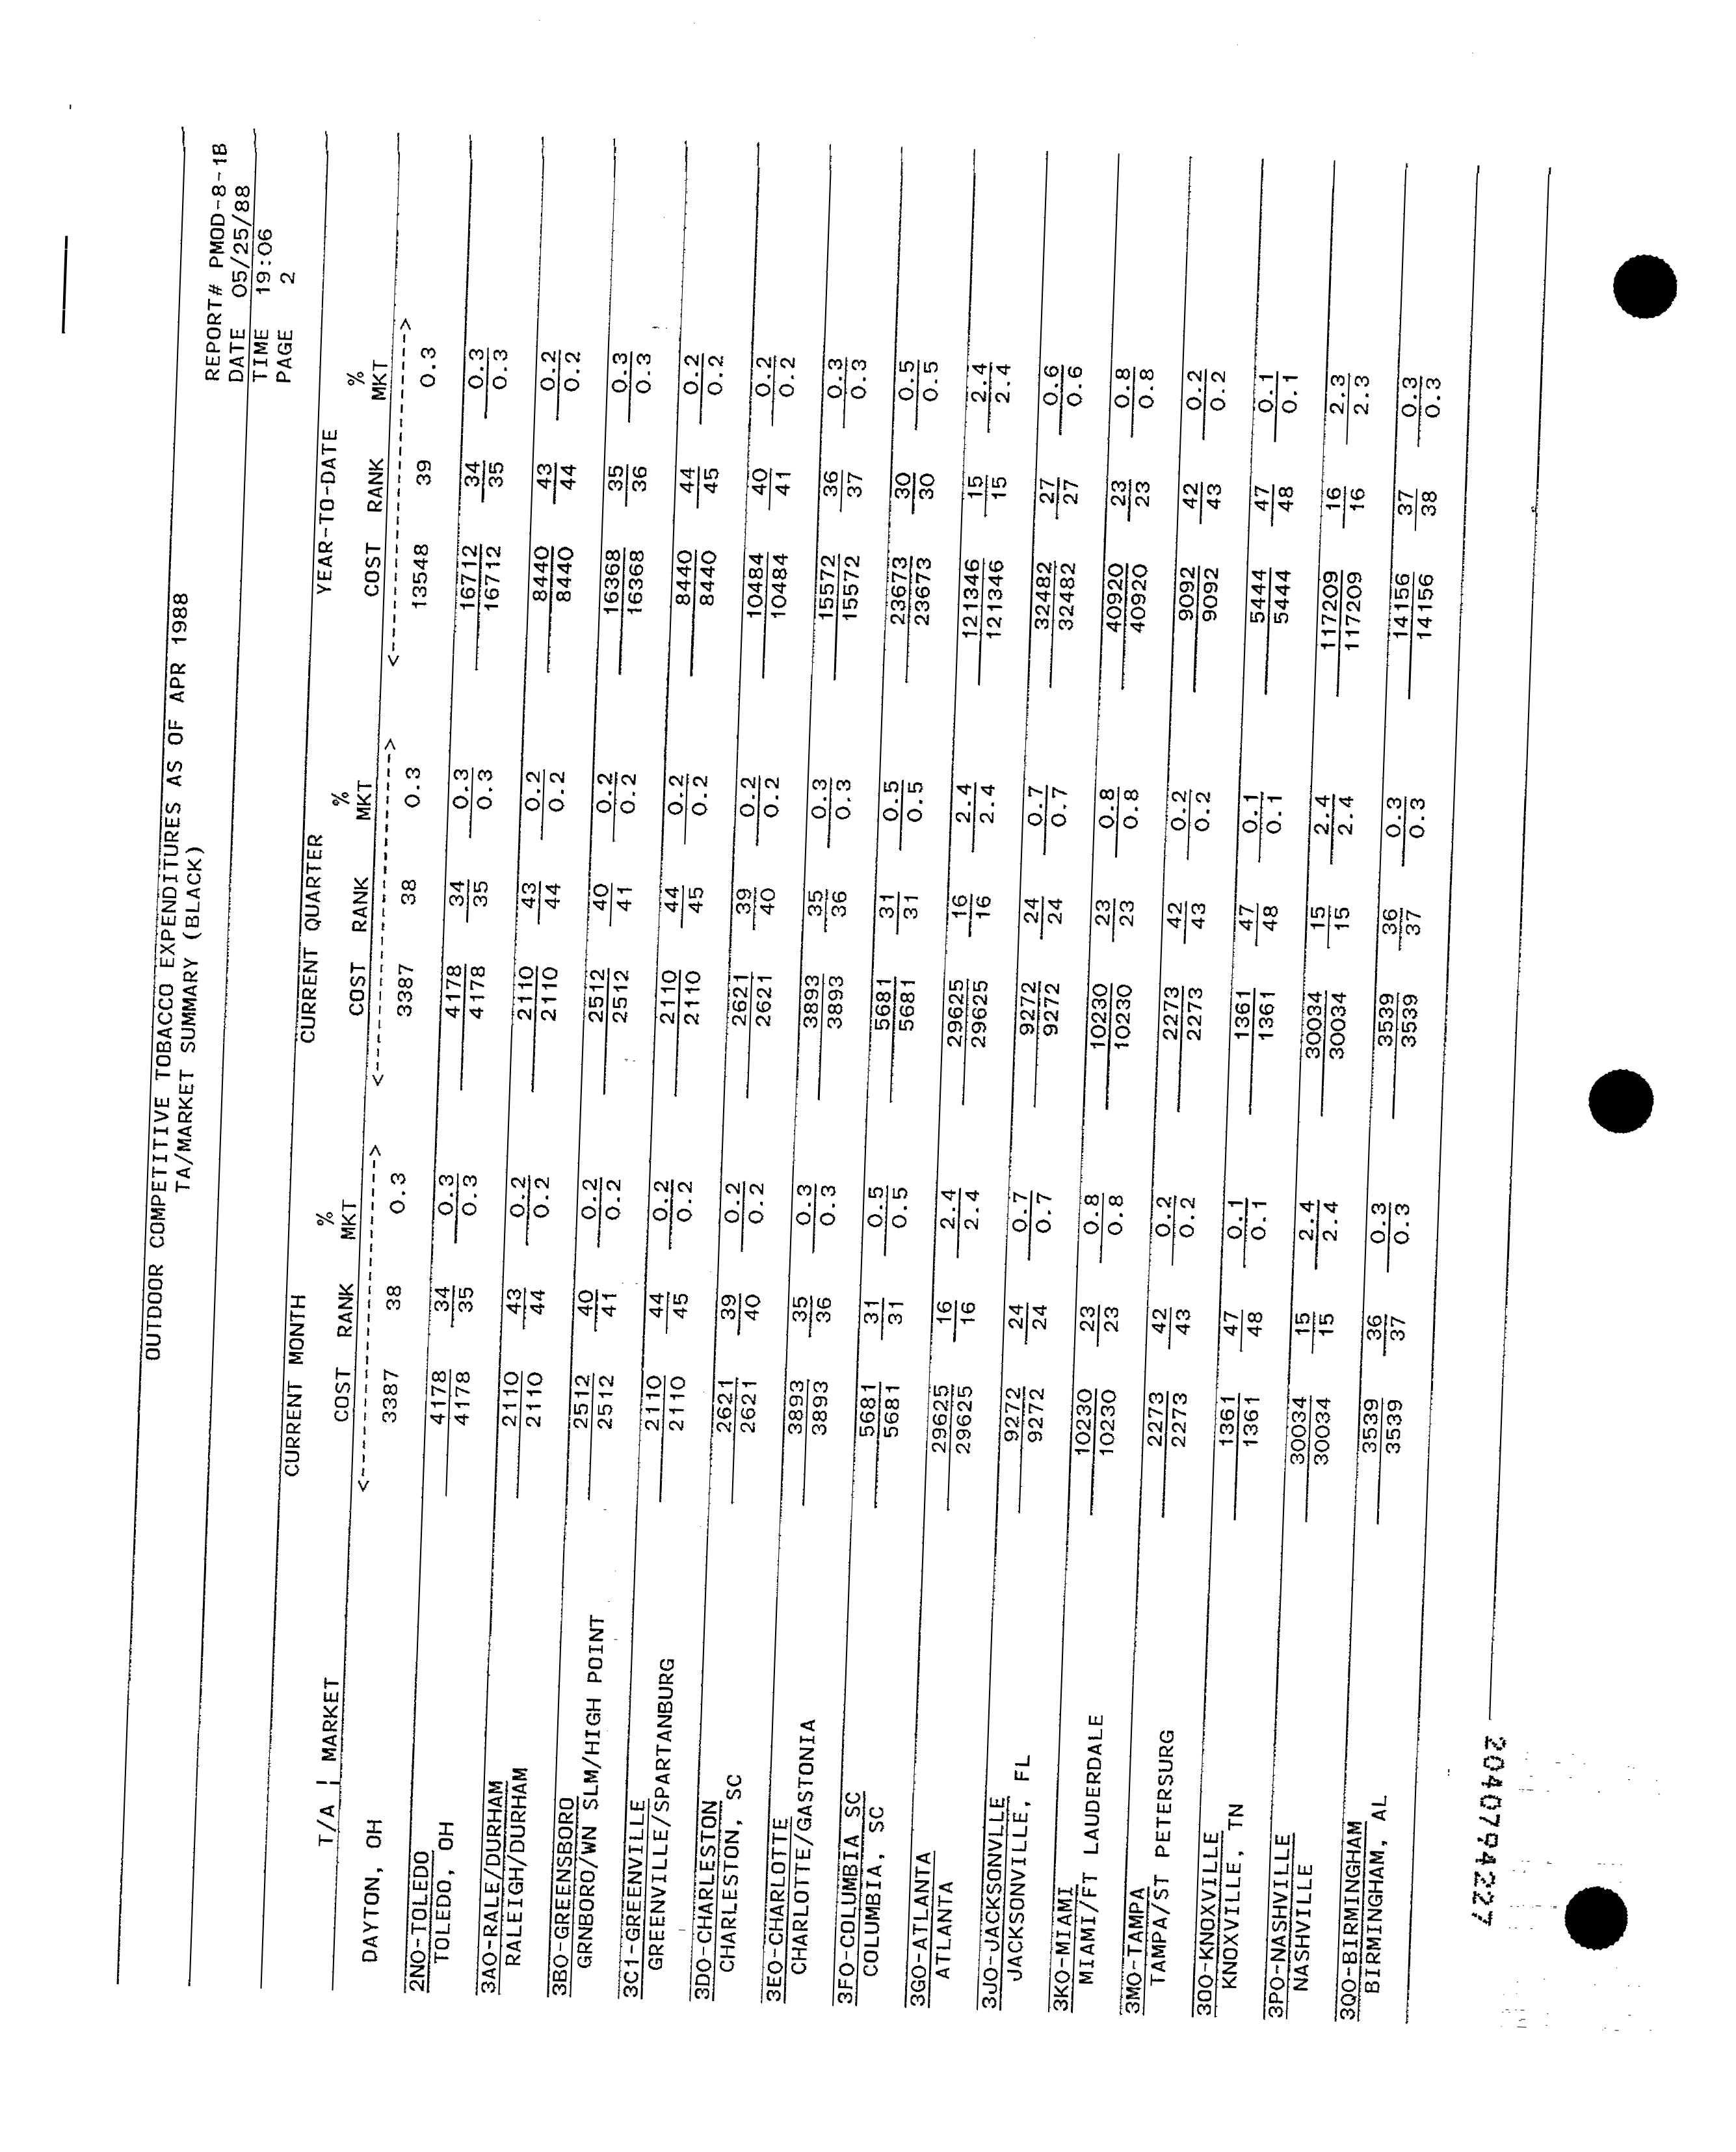 OUTDOOR COMPETITIVE TOBACCO EXPENDITURES AS OF APR 1988
TA/MARKET SUMMARY (BLACK)
REPORT# PMOD-8-1B
DATE 05/25/88
TIME 19:06
PAGE 2
CURRENT MONTH CURRENT QUARTER YEAR-TO-DATE
T/A | MARKET COST RANK % MKT COST RANK % MKT COST RANK % MKT
<------------------------> <------------------------> <------------------------>
DAYTON, OH 3387 38 0.3 3387 38 0.3 13548 39 0.3
2NO-TOLEDO 4178 34 0.3 4178 34 0.3 16712 34 0.3
TOLEDO, OH 4178 35 0.3 4178 35 0.3 16712 35 0.3
3AO-RALE/DURHAM 2110 43 0.2 2110 43 0.2 8440 43 0.2
RALEIGH/DURHAM 2110 44 0.2 2110 44 0.2 8440 44 0.2
3BO-GREENSBORO 2512 40 0.2 2512 40 0.2 16368 35 0.3
GRNBORO/WN SLM/HIGH POINT 2512 41 0.2 2512 41 0.2 16368 36 0.3
3C1-GREENVILLE 2110 44 0.2 2110 44 0.2 8440 44 0.2
GREENVILLE/SPARTANBURG 2110 45 0.2 2110 45 0.2 8440 45 0.2
3DO-CHARLESTON 2621 39 0.2 2621 39 0.2 10484 40 0.2
CHARLESTON, SC 2621 40 0.2 2621 40 0.2 10484 41 0.2
3EO-CHARLOTTE 3893 35 0.3 3893 35 0.3 15572 36 0.3
CHARLOTTE/GASTONIA 3893 36 0.3 3893 36 0.3 15572 37 0.3
3FO-COLUMBIA SC 5681 31 0.5 5681 31 0.5 23673 30 0.5
COLUMBIA, SC 5681 31 0.5 5681 31 0.5 23673 30 0.5
3GO-ATLANTA 29625 16 2.4 29625 16 2.4 121346 15 2.4
ATLANTA 29625 16 2.4 29625 16 2.4 121346 15 2.4
3JO-JACKSONVLLE 9272 24 0.7 9272 24 0.7 32482 27 0.6
JACKSONVILLE, FL 9272 24 0.7 9272 24 0.7 32482 27 0.6
3KO-MIAMI 10230 23 0.8 10230 23 0.8 40920 23 0.8
MIAMI/FT LAUDERDALE 10230 23 0.8 10230 23 0.8 40920 23 0.8
3MO-TAMPA 2273 42 0.2 2273 42 0.2 9092 42 0.2
TAMPA/ST PETERSURG 2273 43 0.2 2273 43 0.2 9092 43 0.2
3OO-KNOXVILLE 1361 47 0.1 1361 47 0.1 5444 47 0.1
KNOXVILLE, TN 1361 48 0.1 1361 48 0.1 5444 48 0.1
3PO-NASHVILLE 30034 15 2.4 30034 15 2.4 117209 16 2.3
NASHVILLE 30034 15 2.4 30034 15 2.4 117209 16 2.3
3QO-BIRMINGHAM 3539 36 0.3 3539 36 0.3 14156 37 0.3
BIRMINGHAM, AL 3539 37 0.3 3539 37 0.3 14156 38 0.3
2040794227